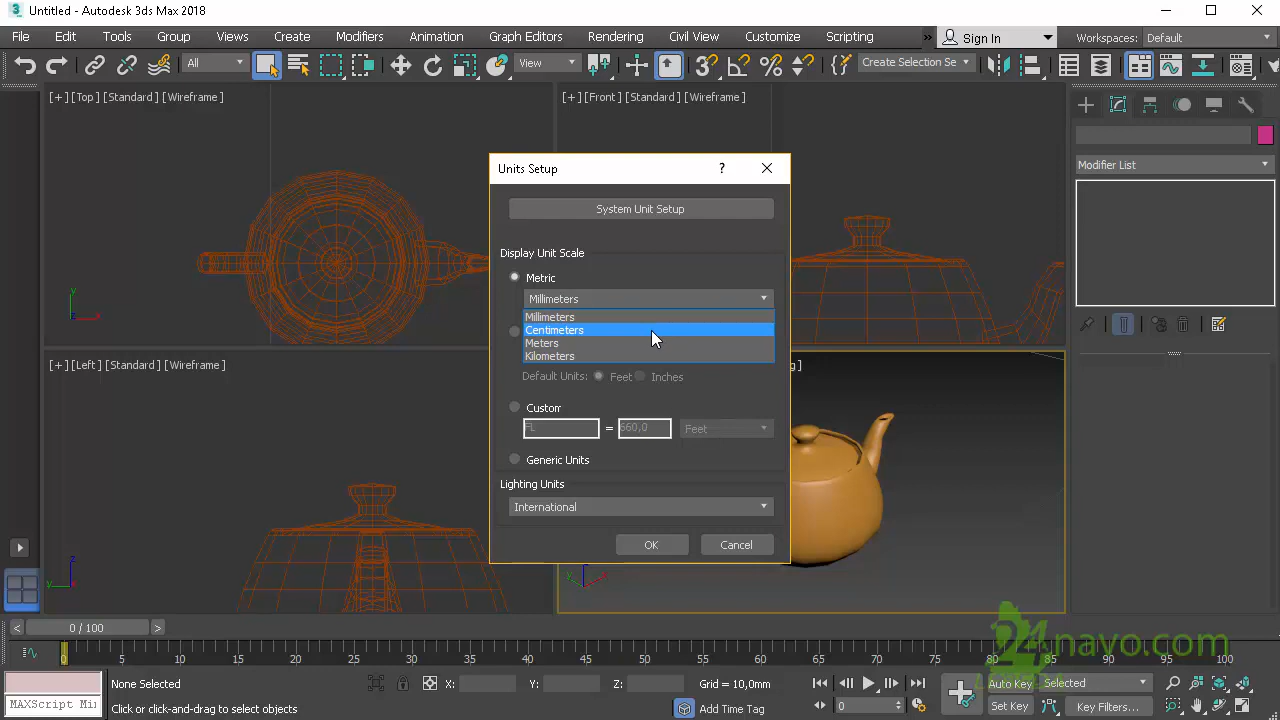 Untitled - Autodesk 3ds Max 2018
File Edit Tools Group Views Create Modifiers Animation Graph Editors Rendering Civil View Customize Scripting » Sign In Workspaces: Default
All View Create Selection Se
[+] [Top] [Standard] [Wireframe]
[+] [Front] [Standard] [Wireframe]
Modifier List
Units Setup ?
System Unit Setup
Display Unit Scale
Metric
Millimeters
Millimeters
Centimeters
Meters
Kilometers
Default Units: Feet Inches
Custom
FL = 660,0 Feet
Generic Units
Lighting Units
International
OK Cancel
y
x
[+] [Left] [Standard] [Wireframe]
z
y
< 0 / 100 >
0 5 10 15 20 25 30 35 40 45 50 55 60 65 70 75 80 85 90 95 100
24navo.com
None Selected X: Y: Z: Grid = 10,0mm Auto Key Selected
MAXScript Mi
Click or click-and-drag to select objects Add Time Tag 0 Set Key Key Filters...